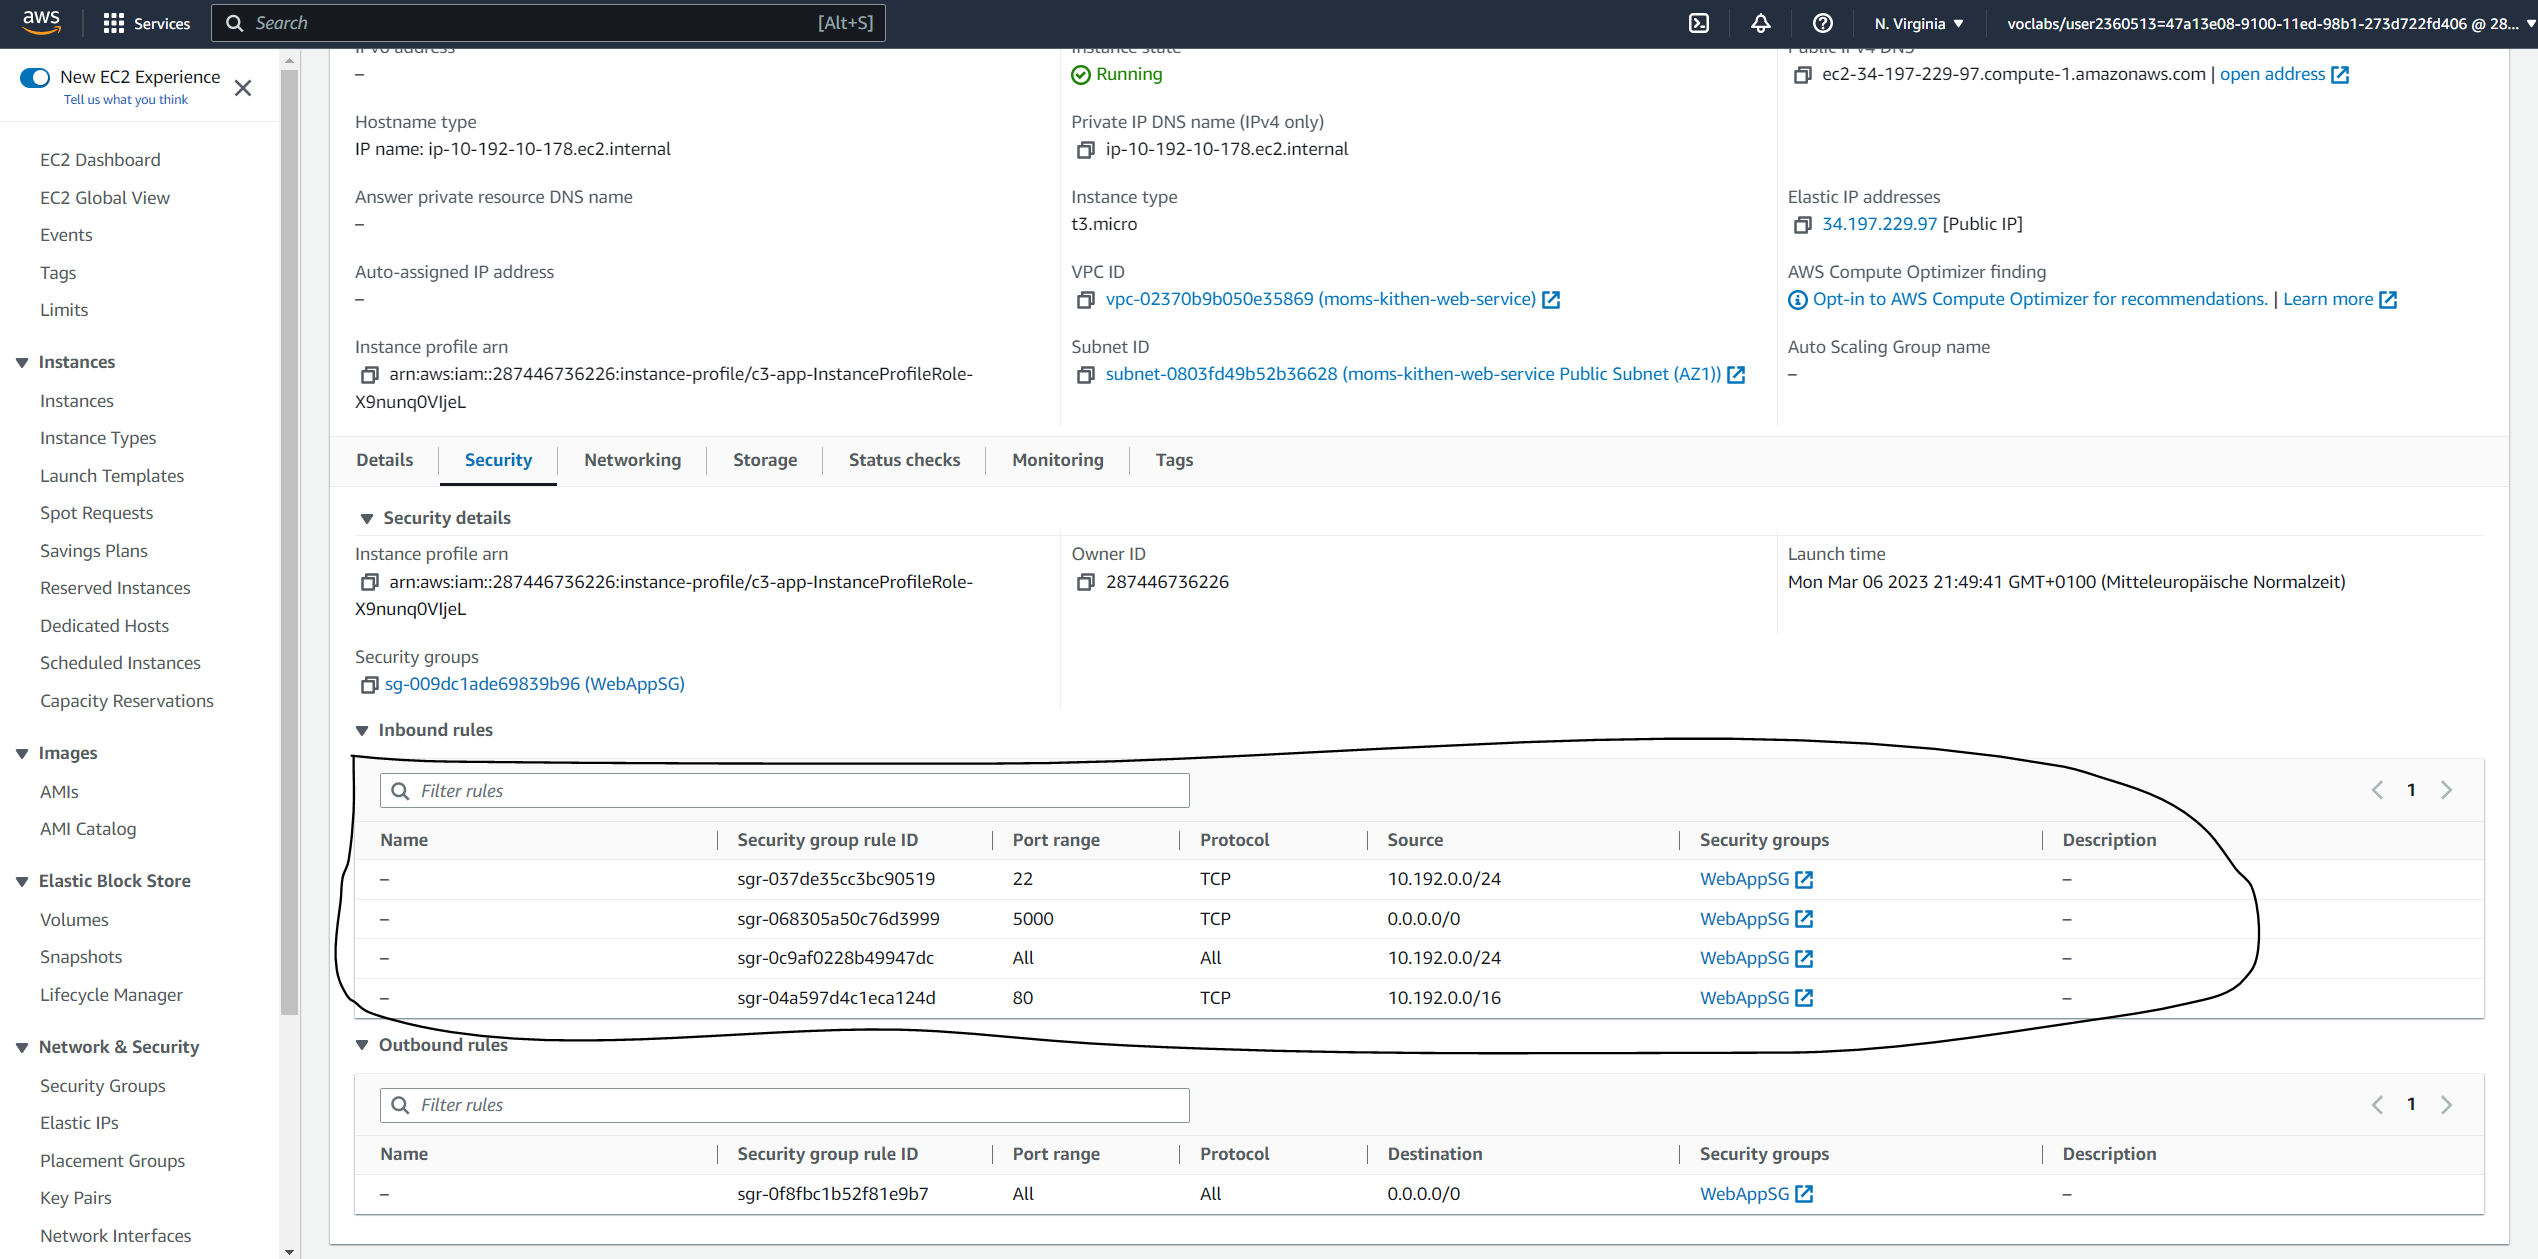 aws Services Search [Alt+S] N. Virginia voclabs/user2360513=47a13e08-9100-11ed-98b1-273d722fd406 @ 28...
New EC2 Experience
Tell us what you think
EC2 Dashboard
EC2 Global View
Events
Tags
Limits
Instances
Instances
Instance Types
Launch Templates
Spot Requests
Savings Plans
Reserved Instances
Dedicated Hosts
Scheduled Instances
Capacity Reservations
Images
AMIs
AMI Catalog
Elastic Block Store
Volumes
Snapshots
Lifecycle Manager
Network & Security
Security Groups
Elastic IPs
Placement Groups
Key Pairs
Network Interfaces
IPv6 address
–
Instance state
Running
Public IPv4 DNS
ec2-34-197-229-97.compute-1.amazonaws.com | open address
Hostname type
IP name: ip-10-192-10-178.ec2.internal
Private IP DNS name (IPv4 only)
ip-10-192-10-178.ec2.internal
Answer private resource DNS name
–
Instance type
t3.micro
Elastic IP addresses
34.197.229.97 [Public IP]
Auto-assigned IP address
–
VPC ID
vpc-02370b9b050e35869 (moms-kithen-web-service)
AWS Compute Optimizer finding
Opt-in to AWS Compute Optimizer for recommendations. | Learn more
Instance profile arn
arn:aws:iam::287446736226:instance-profile/c3-app-InstanceProfileRole-
X9nunq0VIjeL
Subnet ID
subnet-0803fd49b52b36628 (moms-kithen-web-service Public Subnet (AZ1))
Auto Scaling Group name
–
Details Security Networking Storage Status checks Monitoring Tags
Security details
Instance profile arn
arn:aws:iam::287446736226:instance-profile/c3-app-InstanceProfileRole-
X9nunq0VIjeL
Owner ID
287446736226
Launch time
Mon Mar 06 2023 21:49:41 GMT+0100 (Mitteleuropäische Normalzeit)
Security groups
sg-009dc1ade69839b96 (WebAppSG)
Inbound rules
Filter rules
1
Name Security group rule ID Port range Protocol Source Security groups Description
– sgr-037de35cc3bc90519 22 TCP 10.192.0.0/24 WebAppSG –
– sgr-068305a50c76d3999 5000 TCP 0.0.0.0/0 WebAppSG –
– sgr-0c9af0228b49947dc All All 10.192.0.0/24 WebAppSG –
– sgr-04a597d4c1eca124d 80 TCP 10.192.0.0/16 WebAppSG –
Outbound rules
Filter rules
1
Name Security group rule ID Port range Protocol Destination Security groups Description
– sgr-0f8fbc1b52f81e9b7 All All 0.0.0.0/0 WebAppSG –